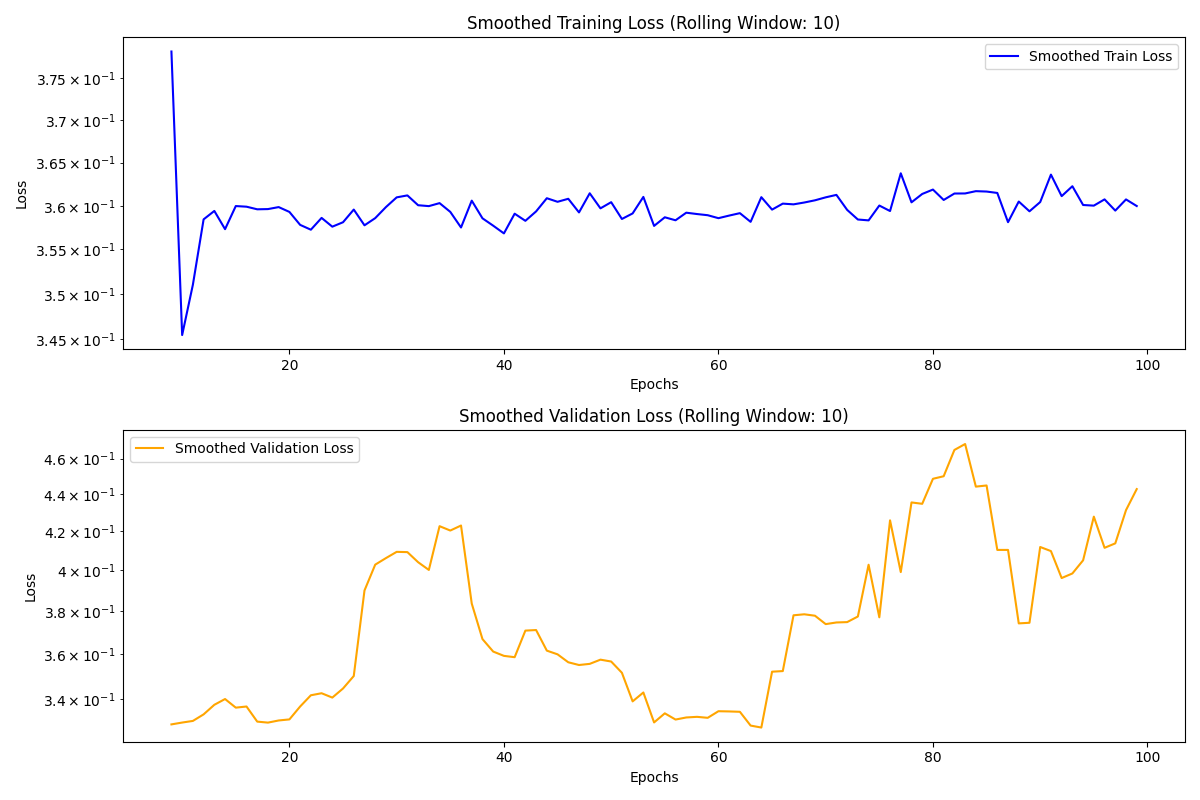 Smoothed Training Loss (Rolling Window: 10)
Smoothed Train Loss
3.75 × 10⁻¹
3.7 × 10⁻¹
3.65 × 10⁻¹
3.6 × 10⁻¹
3.55 × 10⁻¹
3.5 × 10⁻¹
3.45 × 10⁻¹
Loss
20 40 60 80 100
Epochs
Smoothed Validation Loss (Rolling Window: 10)
Smoothed Validation Loss
4.6 × 10⁻¹
4.4 × 10⁻¹
4.2 × 10⁻¹
4 × 10⁻¹
3.8 × 10⁻¹
3.6 × 10⁻¹
3.4 × 10⁻¹
Loss
20 40 60 80 100
Epochs